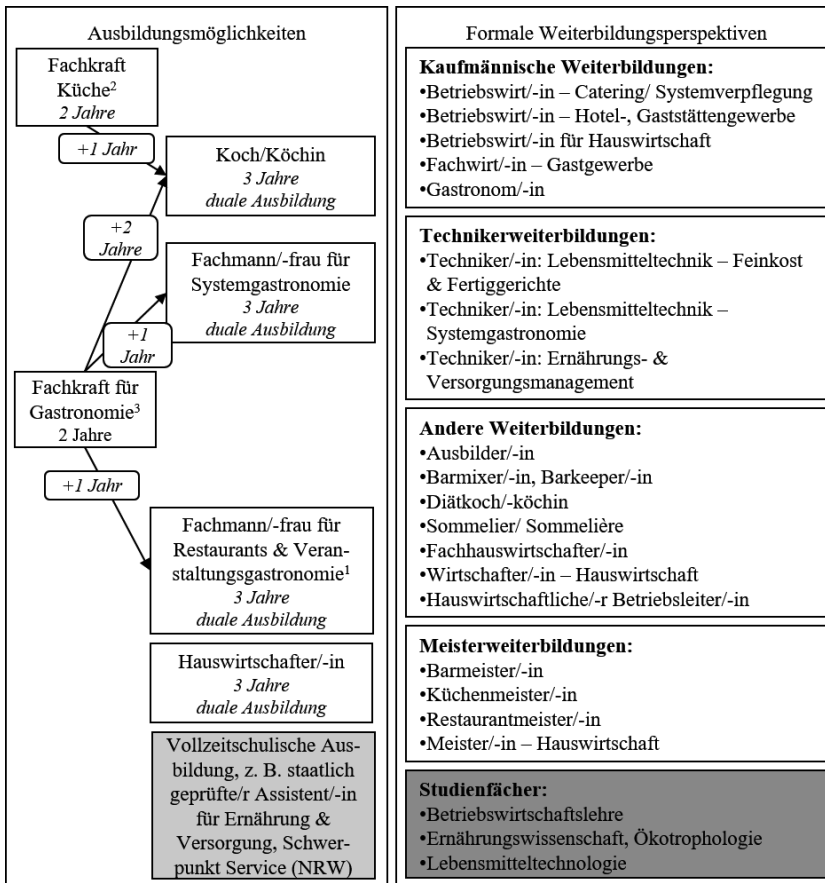 Ausbildungsmöglichkeiten
Fachkraft
Küche²
2 Jahre
+1 Jahr
Koch/Köchin
3 Jahre
duale Ausbildung
+2
Jahre
Fachmann/-frau für
Systemgastronomie
3 Jahre
duale Ausbildung
+1
Jahr
Fachkraft für
Gastronomie³
2 Jahre
+1 Jahr
Fachmann/-frau für
Restaurants & Veran-
staltungsgastronomie¹
3 Jahre
duale Ausbildung
Hauswirtschafter/-in
3 Jahre
duale Ausbildung
Vollzeitschulische Aus-
bildung, z. B. staatlich
geprüfte/r Assistent/-in
für Ernährung &
Versorgung, Schwer-
punkt Service (NRW)
Formale Weiterbildungsperspektiven
Kaufmännische Weiterbildungen:
•Betriebswirt/-in – Catering/ Systemverpflegung
•Betriebswirt/-in – Hotel-, Gaststättengewerbe
•Betriebswirt/-in für Hauswirtschaft
•Fachwirt/-in – Gastgewerbe
•Gastronom/-in
Technikerweiterbildungen:
•Techniker/-in: Lebensmitteltechnik – Feinkost
& Fertiggerichte
•Techniker/-in: Lebensmitteltechnik –
Systemgastronomie
•Techniker/-in: Ernährungs- &
Versorgungsmanagement
Andere Weiterbildungen:
•Ausbilder/-in
•Barmixer/-in, Barkeeper/-in
•Diätkoch/-köchin
•Sommelier/ Sommelière
•Fachhauswirtschafter/-in
•Wirtschafter/-in – Hauswirtschaft
•Hauswirtschaftliche/-r Betriebsleiter/-in
Meisterweiterbildungen:
•Barmeister/-in
•Küchenmeister/-in
•Restaurantmeister/-in
•Meister/-in – Hauswirtschaft
Studienfächer:
•Betriebswirtschaftslehre
•Ernährungswissenschaft, Ökotrophologie
•Lebensmitteltechnologie